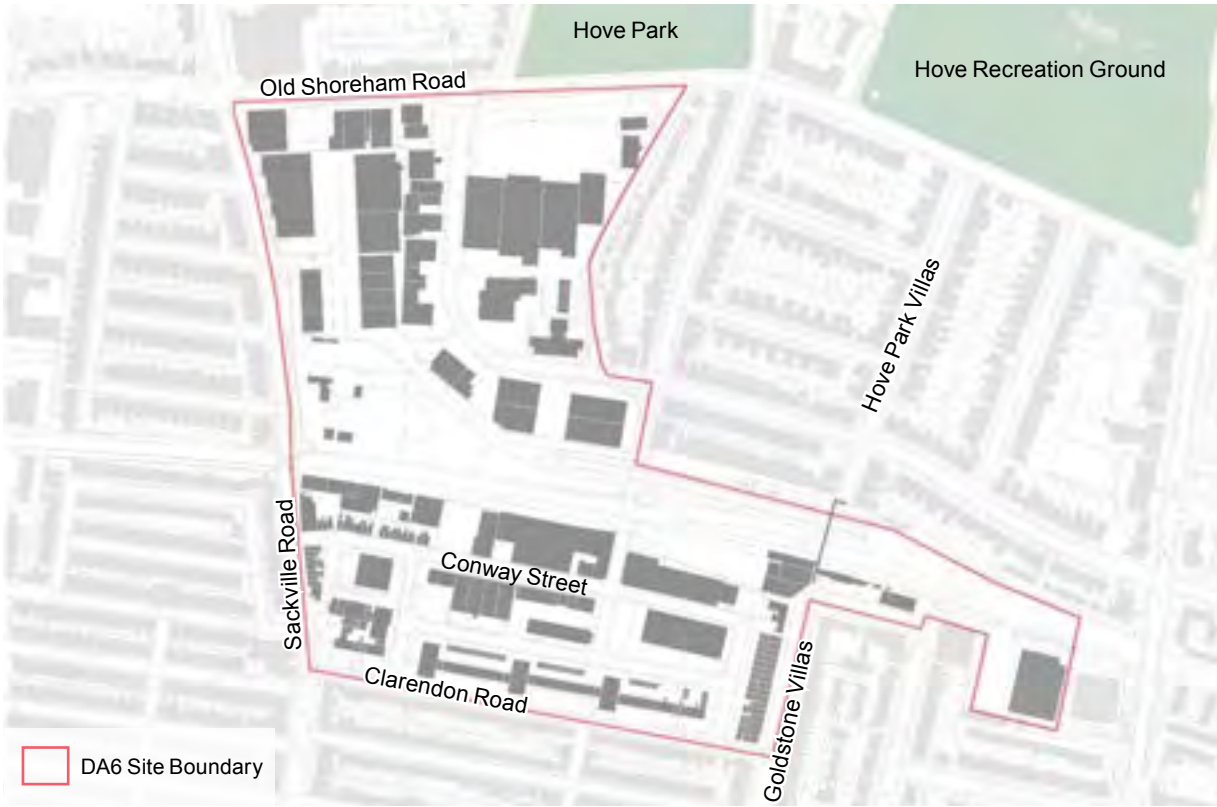 Hove Park
Hove Recreation Ground
Old Shoreham Road
Hove Park Villas
Sackville Road
Conway Street
Clarendon Road
Goldstone Villas
DA6 Site Boundary